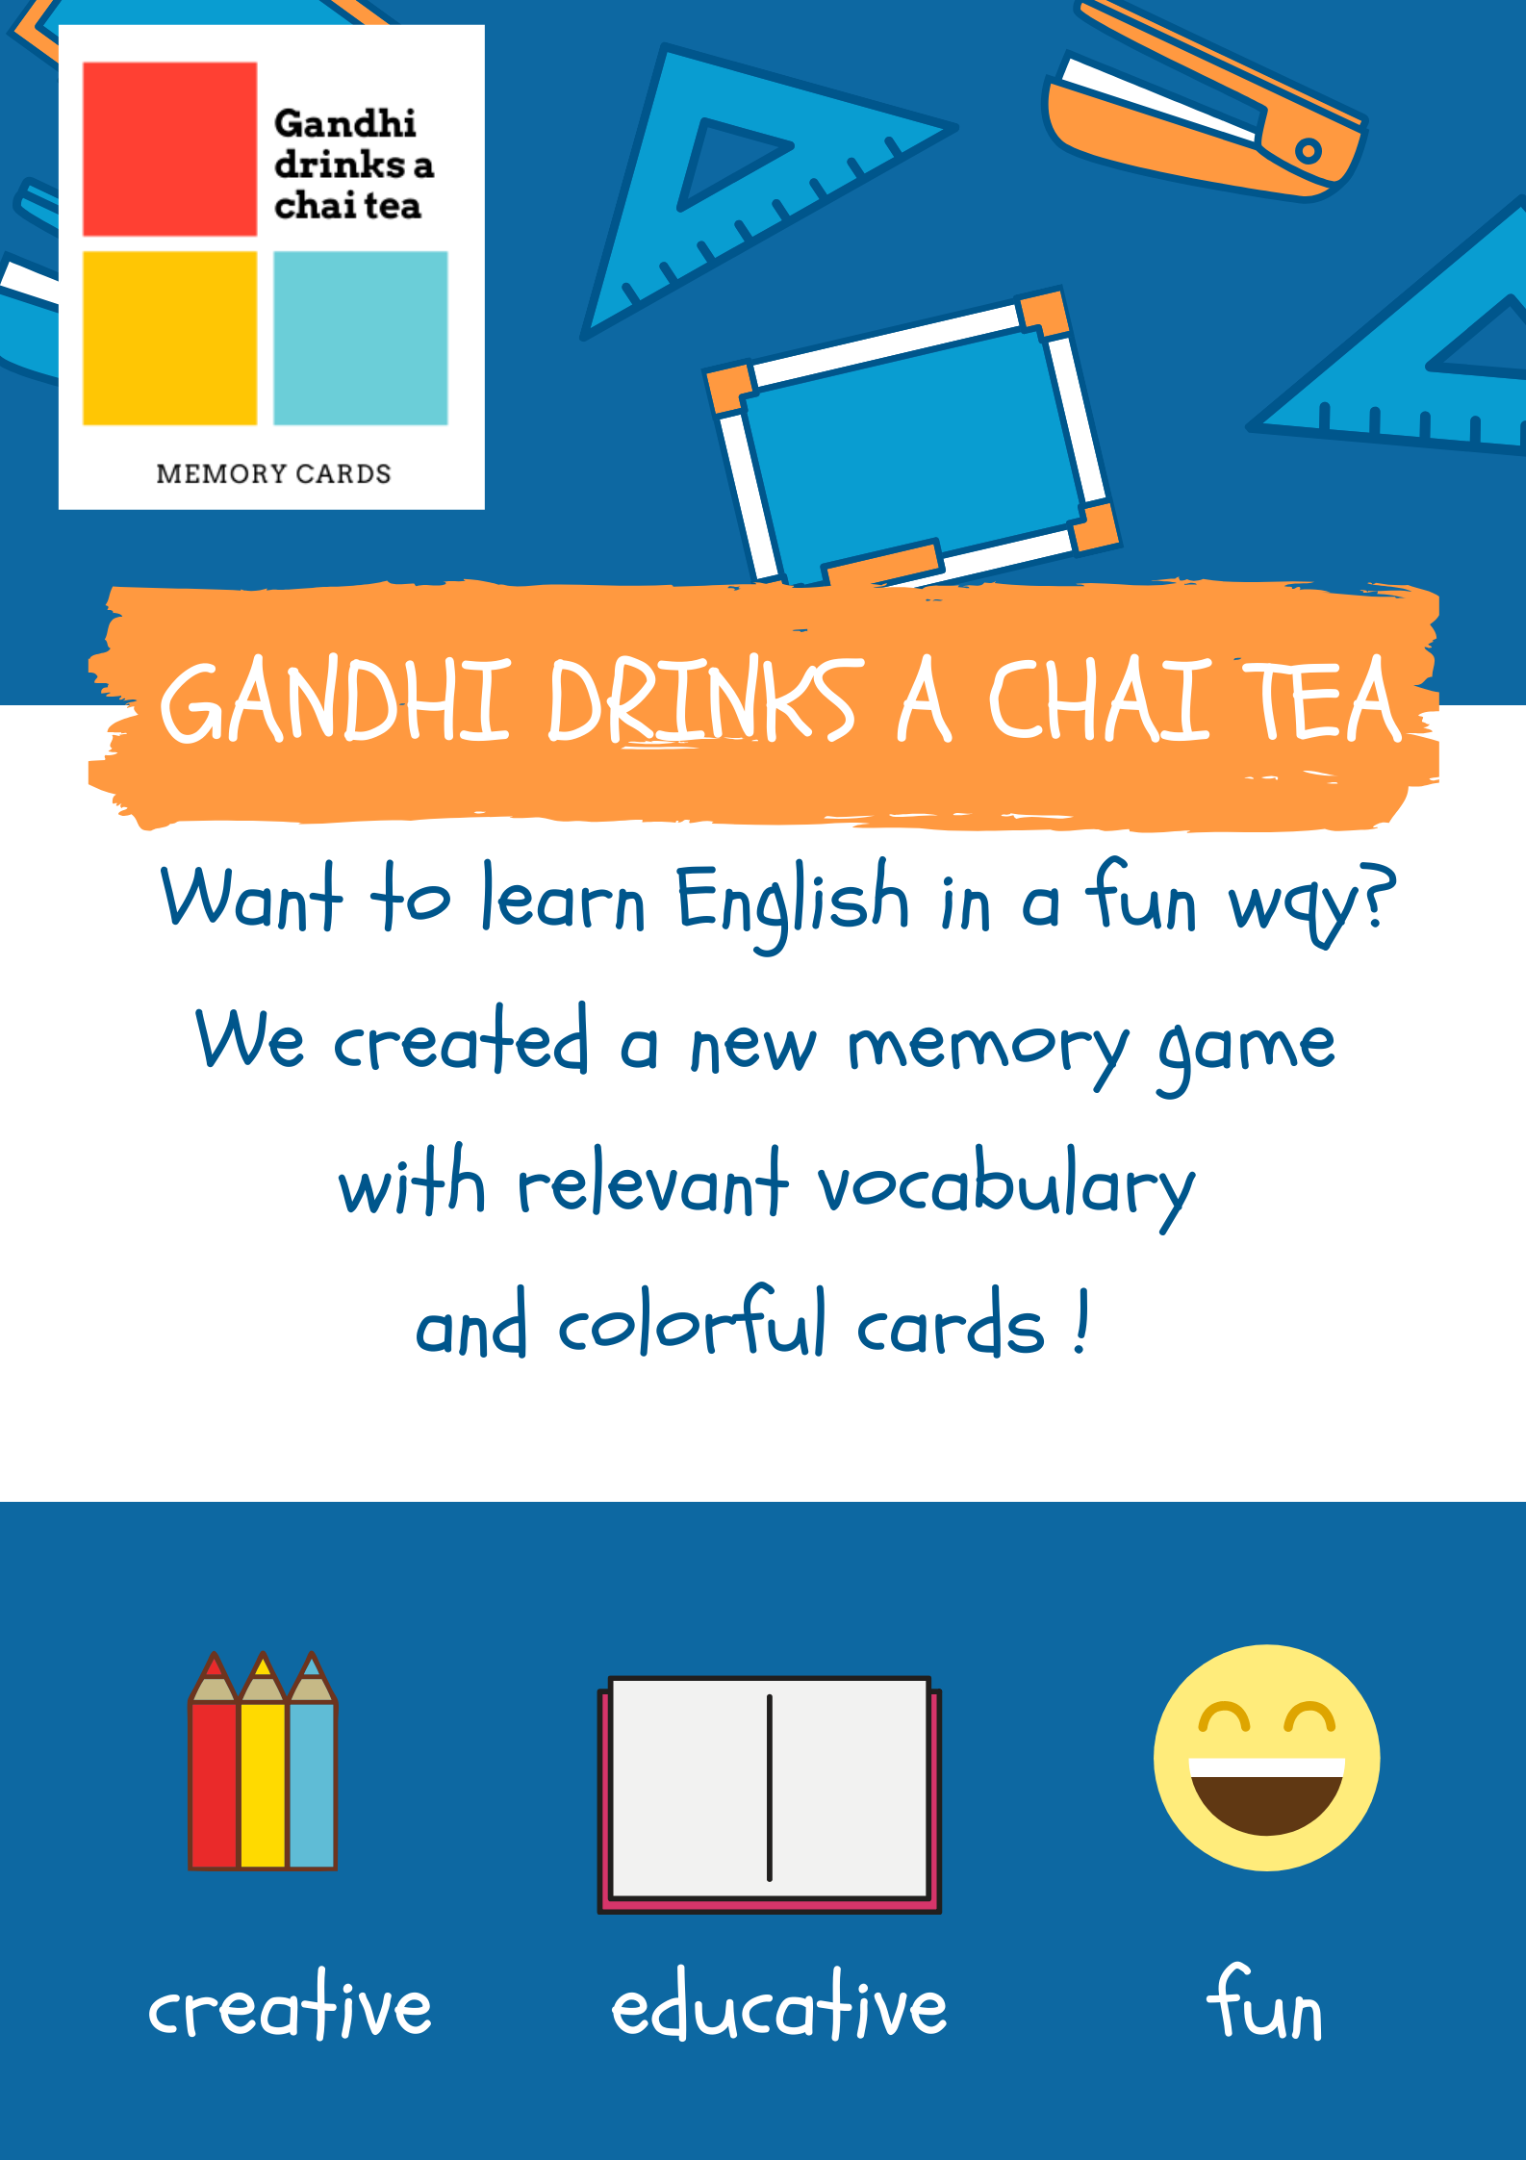 Gandhi
drinks a
chai tea
MEMORY CARDS
GANDHI DRINKS A CHAI TEA
Want to learn English in a fun way?
We created a new memory game
with relevant vocabulary
and colorful cards !
creative
educative
fun